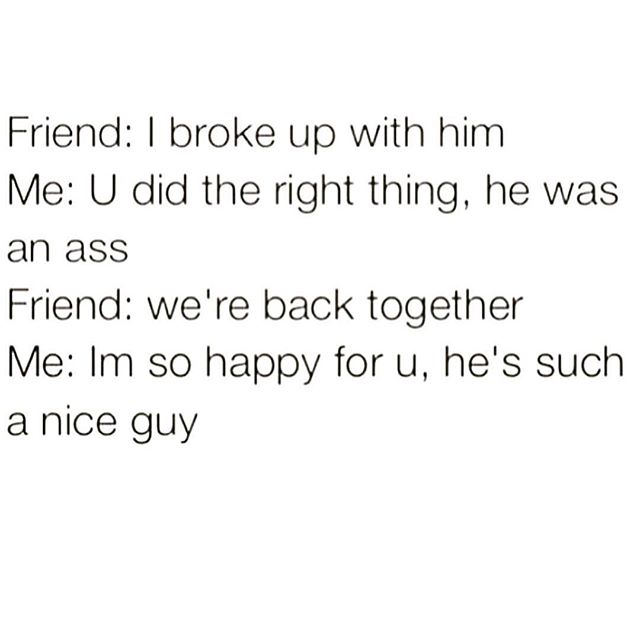 Friend: I broke up with him
Me: U did the right thing, he was
an ass
Friend: we're back together
Me: Im so happy for u, he's such
a nice guy